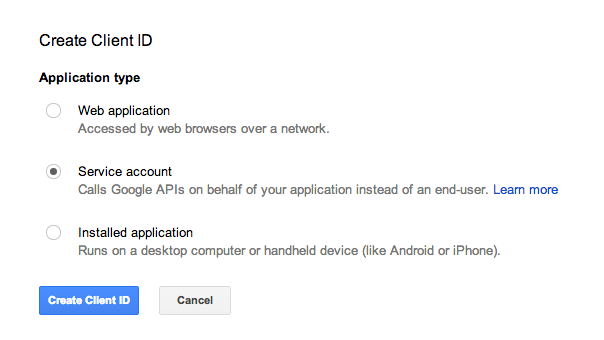 Create Client ID
Application type
Web application
Accessed by web browsers over a network.
Service account
Calls Google APIs on behalf of your application instead of an end-user. Learn more
Installed application
Runs on a desktop computer or handheld device (like Android or iPhone).
Create Client ID Cancel